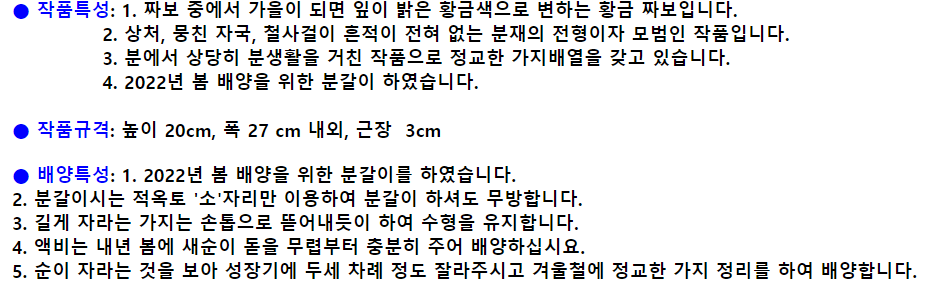 ● 작품특성: 1. 짜보 중에서 가을이 되면 잎이 밝은 황금색으로 변하는 황금 짜보입니다.
2. 상처, 뭉친 자국, 철사걸이 흔적이 전혀 없는 분재의 전형이자 모범인 작품입니다.
3. 분에서 상당히 분생활을 거친 작품으로 정교한 가지배열을 갖고 있습니다.
4. 2022년 봄 배양을 위한 분갈이 하였습니다.
● 작품규격: 높이 20cm, 폭 27 cm 내외, 근장 3cm
● 배양특성: 1. 2022년 봄 배양을 위한 분갈이를 하였습니다.
2. 분갈이시는 적옥토 '소'자리만 이용하여 분갈이 하셔도 무방합니다.
3. 길게 자라는 가지는 손톱으로 뜯어내듯이 하여 수형을 유지합니다.
4. 액비는 내년 봄에 새순이 돋을 무렵부터 충분히 주어 배양하십시요.
5. 순이 자라는 것을 보아 성장기에 두세 차례 정도 잘라주시고 겨울철에 정교한 가지 정리를 하여 배양합니다.